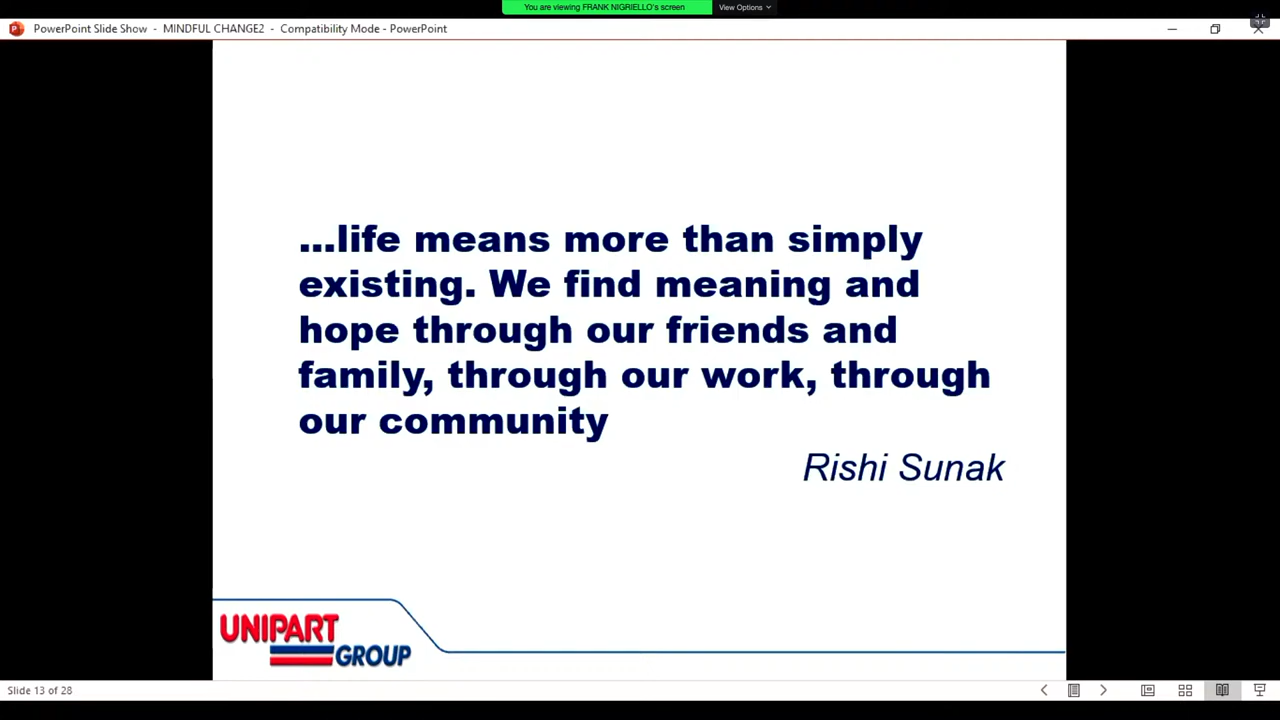 You are viewing FRANK NIGRIELLO's screen View Options
PowerPoint Slide Show - MINDFUL CHANGE2 - Compatibility Mode - PowerPoint
...life means more than simply
existing. We find meaning and
hope through our friends and
family, through our work, through
our community
Rishi Sunak
UNIPART
GROUP
Slide 13 of 28